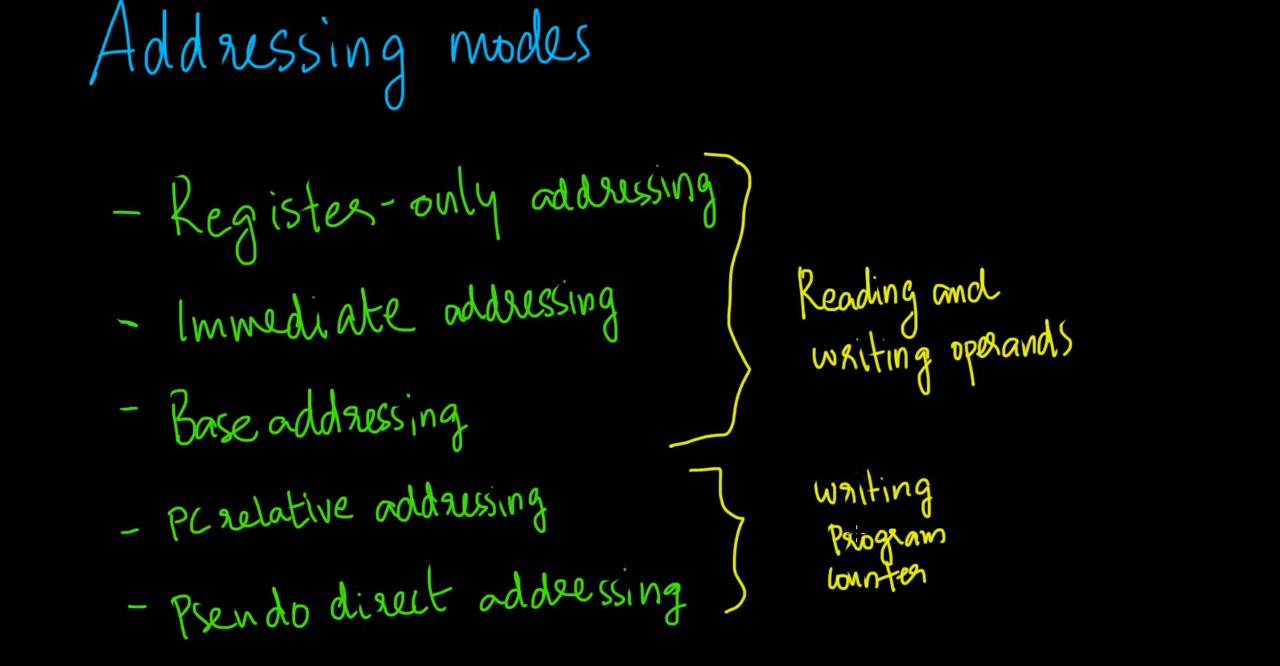 Addressing modes
- Register-only addressing
- Immediate addressing
- Base addressing
Reading and
writing operands
- PC relative addressing
- Psendo direct addressing
writing
Program
counter